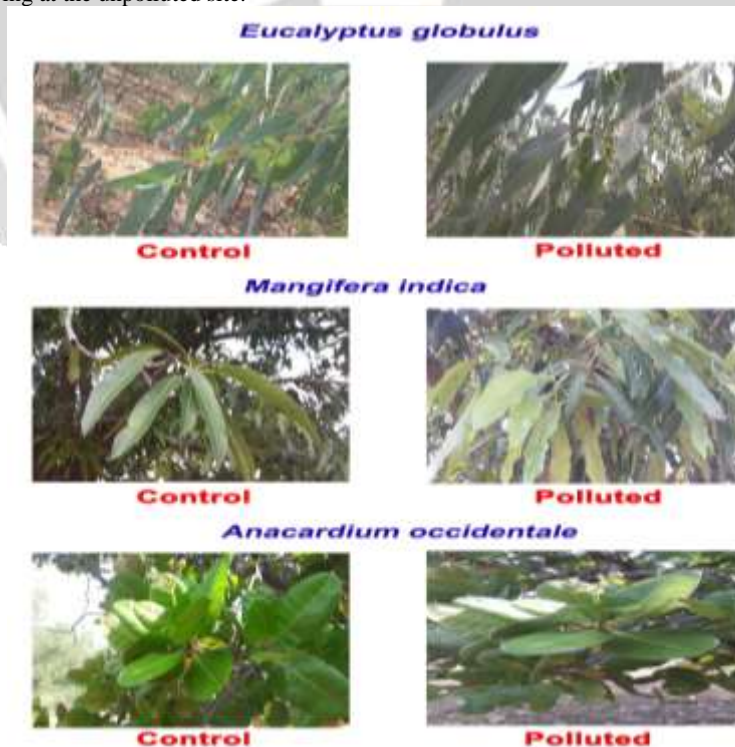 Eucalyptus globulus
Control Polluted
Mangifera indica
Control Polluted
Anacardium occidentale
Control Polluted